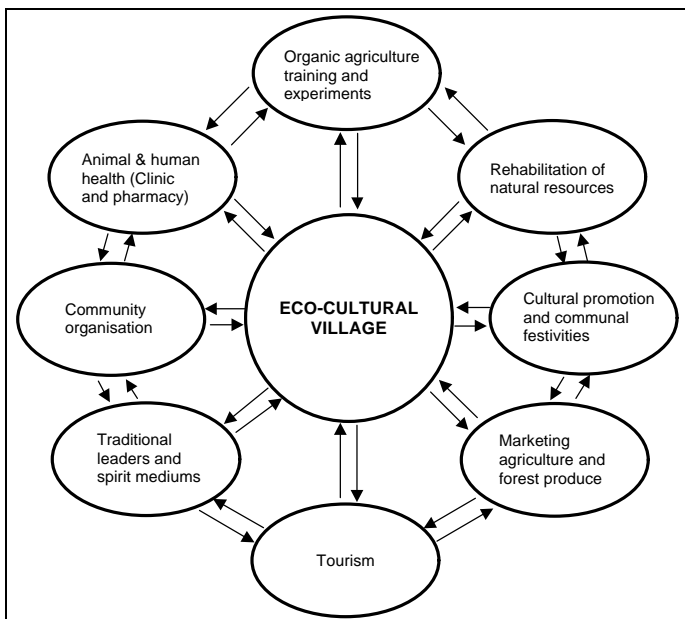 Organic agriculture
training and
experiments
Animal & human
health (Clinic
and pharmacy)
Rehabilitation of
natural resources
Community
organisation
ECO-CULTURAL
VILLAGE
Cultural promotion
and communal
festivities
Traditional
leaders and
spirit mediums
Marketing
agriculture and
forest produce
Tourism